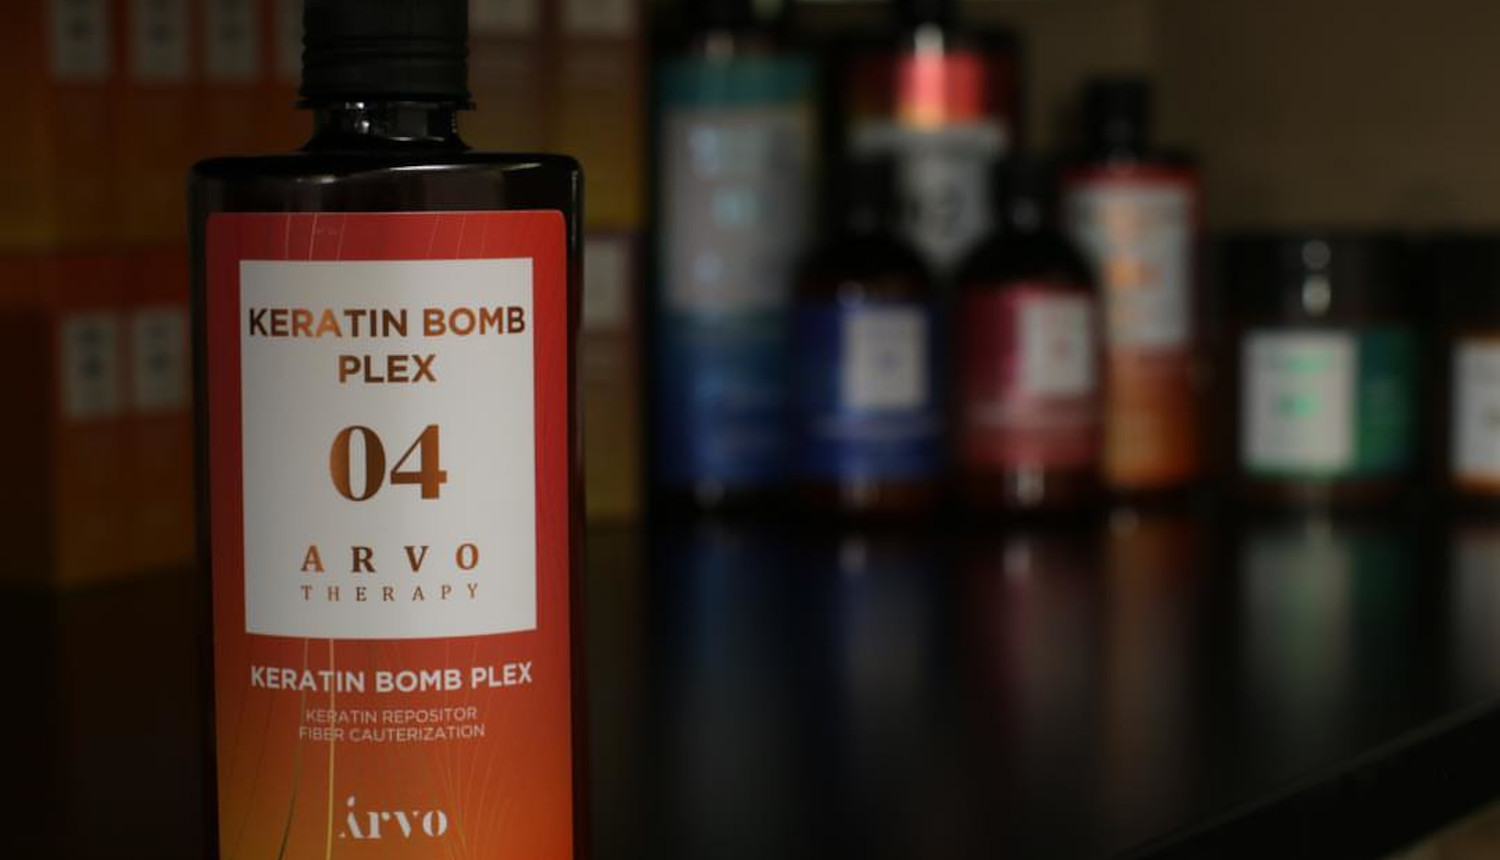 KERATIN BOMB
PLEX
04
ARVO
THERAPY
KERATIN BOMB PLEX
KERATIN REPOSITOR
FIBER CAUTERIZATION
árvo